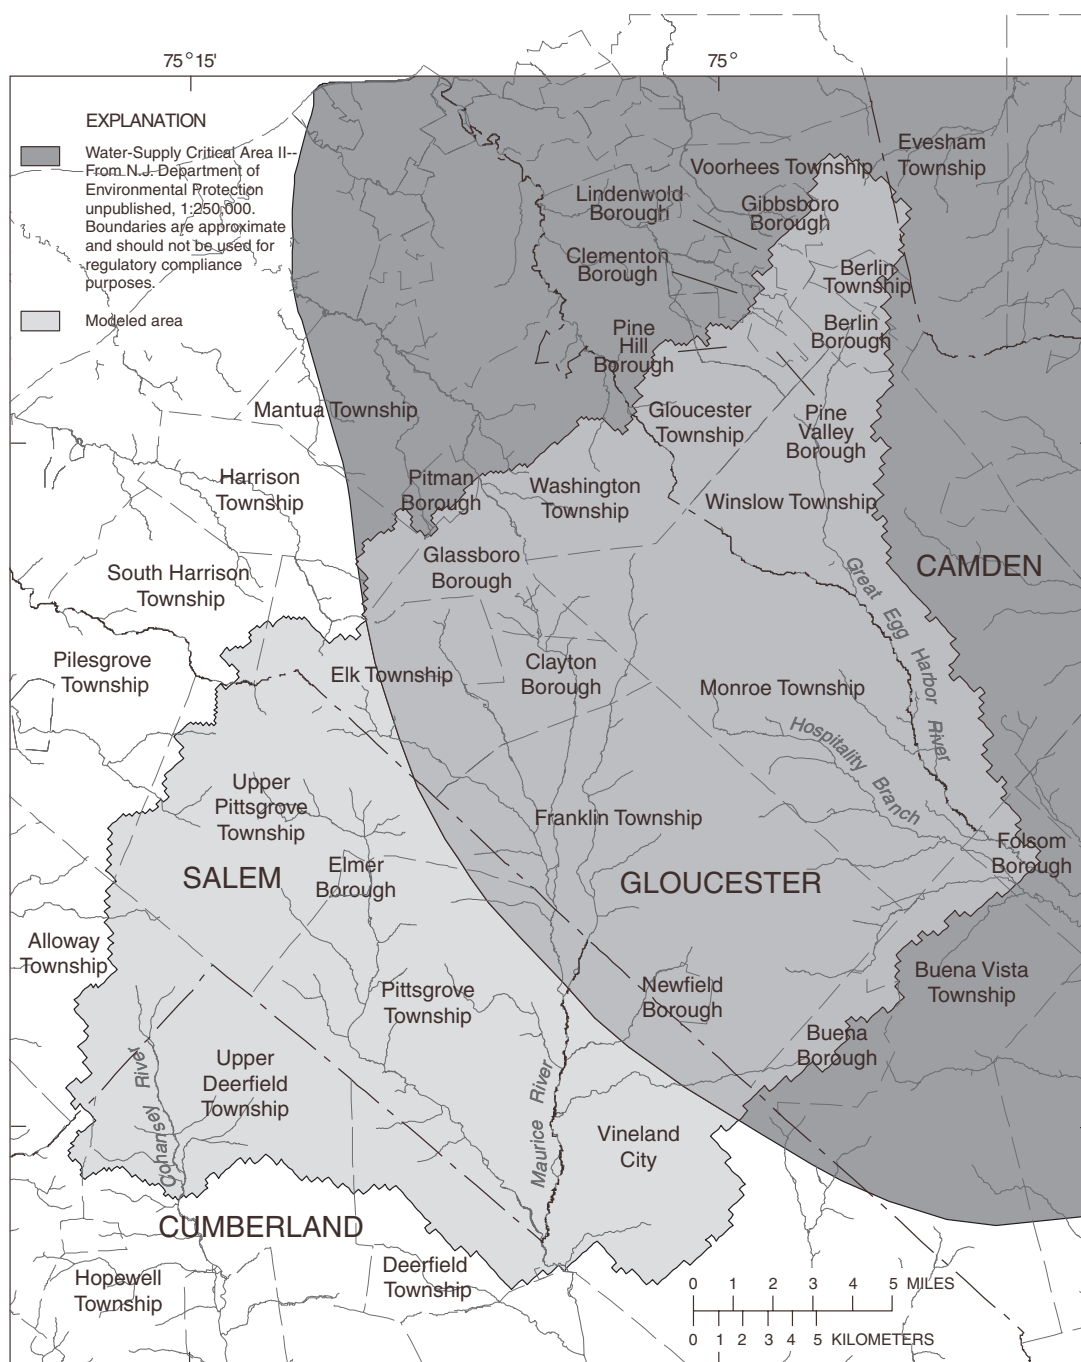 75°15'
75°
EXPLANATION
Water-Supply Critical Area II--
From N.J. Department of
Environmental Protection
unpublished, 1:250,000.
Boundaries are approximate
and should not be used for
regulatory compliance
purposes.
Modeled area
Evesham
Township
Voorhees Township
Lindenwold
Borough
Gibbsboro
Borough
Clementon
Borough
Berlin
Township
Pine
Hill
Borough
Berlin
Borough
Mantua Township
Gloucester
Township
Pine
Valley
Borough
Harrison
Township
Pitman
Borough
Washington
Township
Winslow Township
Glassboro
Borough
South Harrison
Township
CAMDEN
Great Egg Harbor River
Pilesgrove
Township
Elk Township
Clayton
Borough
Monroe Township
Hospitality Branch
Upper
Pittsgrove
Township
Franklin Township
Folsom
Borough
Elmer
Borough
SALEM
GLOUCESTER
Alloway
Township
Buena Vista
Township
Pittsgrove
Township
Newfield
Borough
Buena
Borough
Cohansey River
Upper
Deerfield
Township
Maurice River
Vineland
City
CUMBERLAND
Hopewell
Township
Deerfield
Township
0 1 2 3 4 5 MILES
0 1 2 3 4 5 KILOMETERS